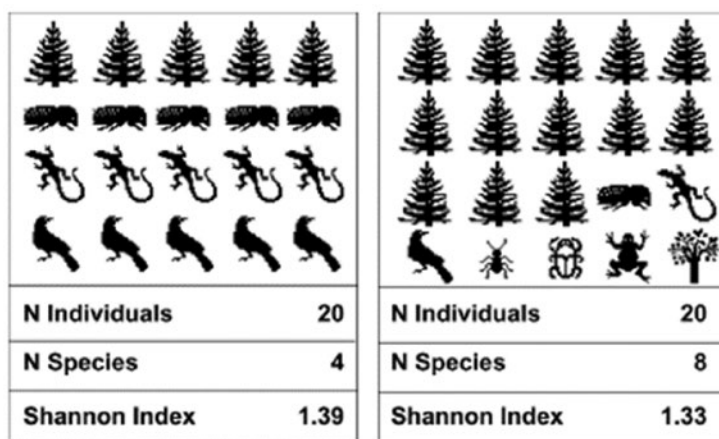 N Individuals 20
N Species 4
Shannon Index 1.39
N Individuals 20
N Species 8
Shannon Index 1.33